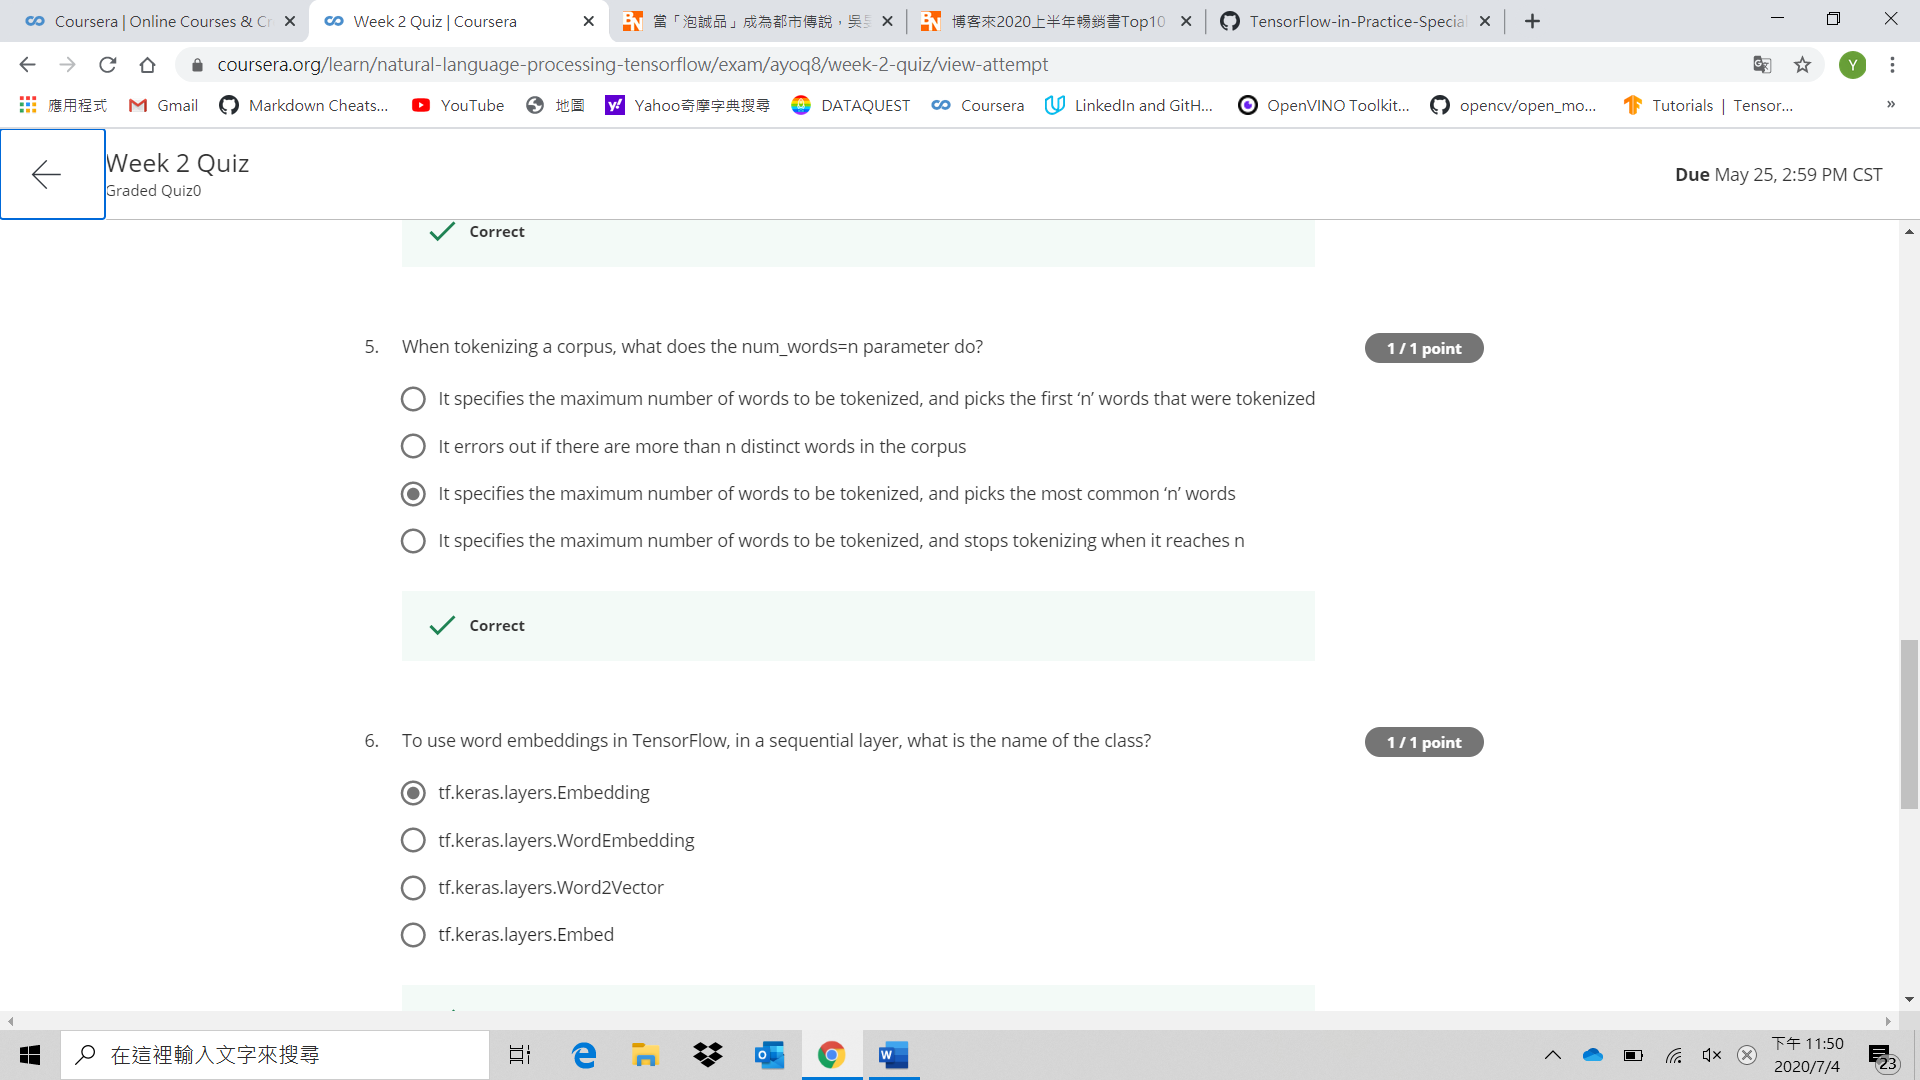 Coursera | Online Courses & Cr
Week 2 Quiz | Coursera
當「泡誠品」成為都市傳說，吳
博客來2020上半年暢銷書Top10
TensorFlow-in-Practice-Special
coursera.org/learn/natural-language-processing-tensorflow/exam/ayoq8/week-2-quiz/view-attempt
Y
應用程式
Gmail
Markdown Cheats...
YouTube
地圖
Yahoo奇摩字典搜尋
DATAQUEST
Coursera
LinkedIn and GitH...
OpenVINO Toolkit...
opencv/open_mo...
Tutorials | Tensor...
»
Week 2 Quiz
Graded Quiz0
Due May 25, 2:59 PM CST
Correct
5. When tokenizing a corpus, what does the num_words=n parameter do?
1 / 1 point
It specifies the maximum number of words to be tokenized, and picks the first ‘n’ words that were tokenized
It errors out if there are more than n distinct words in the corpus
It specifies the maximum number of words to be tokenized, and picks the most common ‘n’ words
It specifies the maximum number of words to be tokenized, and stops tokenizing when it reaches n
Correct
6. To use word embeddings in TensorFlow, in a sequential layer, what is the name of the class?
1 / 1 point
tf.keras.layers.Embedding
tf.keras.layers.WordEmbedding
tf.keras.layers.Word2Vector
tf.keras.layers.Embed
在這裡輸入文字來搜尋
下午 11:50
2020/7/4
23